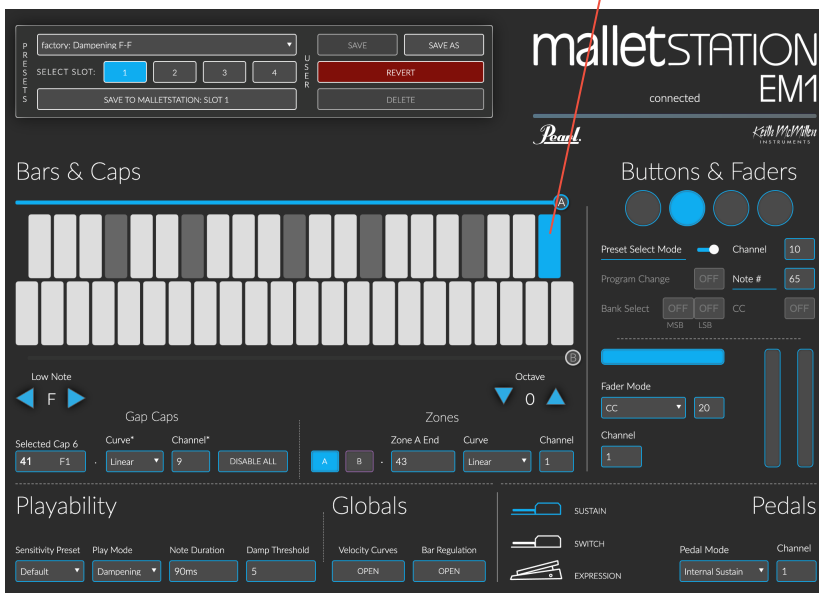 PRESETS
factory: Dampening F-F
SELECT SLOT: 1 2 3 4
SAVE TO MALLETSTATION: SLOT 1
USER
SAVE SAVE AS
REVERT
DELETE
malletSTATION
EM1
connected
Pearl.
Keith McMillen
INSTRUMENTS
Bars & Caps
A
B
Low Note
F
Octave
0
Gap Caps
Selected Cap 6 Curve* Channel*
41 F1 Linear 9 DISABLE ALL
Zones
Zone A End Curve Channel
A B 43 Linear 1
Buttons & Faders
Preset Select Mode Channel 10
Program Change OFF Note # 65
Bank Select OFF OFF CC OFF
MSB LSB
Fader Mode
CC 20
Channel
1
Playability
Sensitivity Preset Play Mode Note Duration Damp Threshold
Default Dampening 90ms 5
Globals
Velocity Curves Bar Regulation
OPEN OPEN
Pedals
SUSTAIN
SWITCH
EXPRESSION
Pedal Mode Channel
Internal Sustain 1